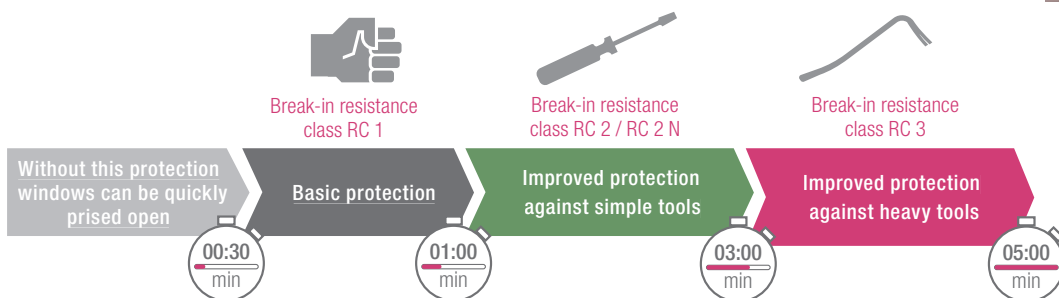 Break-in resistance
class RC 1
Break-in resistance
class RC 2 / RC 2 N
Break-in resistance
class RC 3
Without this protection
windows can be quickly
prised open
Basic protection
Improved protection
against simple tools
Improved protection
against heavy tools
00:30
min
01:00
min
03:00
min
05:00
min